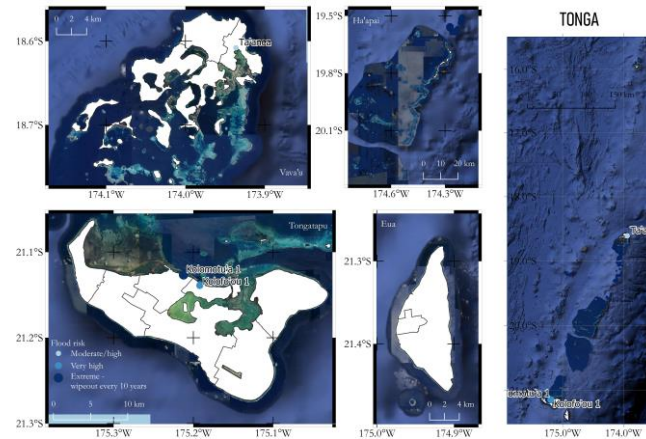 TONGA
0 2 4 km
18.6°S
18.7°S
Ta'anea
Vava'u
174.1°W 174.0°W 173.9°W
Ha'apai
19.5°S
19.8°S
20.1°S
0 10 20 km
174.6°W 174.3°W
Tongatapu
21.1°S
21.2°S
21.3°S
Kolomotu'a 1
Kolofo'ou 1
Flood risk
Moderate/high
Very high
Extreme -
wipeout every 10 years
0 5 10 km
175.3°W 175.2°W 175.1°W
Eua
21.3°S
21.4°S
0 2 4 km
175.0°W 174.9°W
16.0°S
Kolofo'ou 1
175.0°W 174.0°W